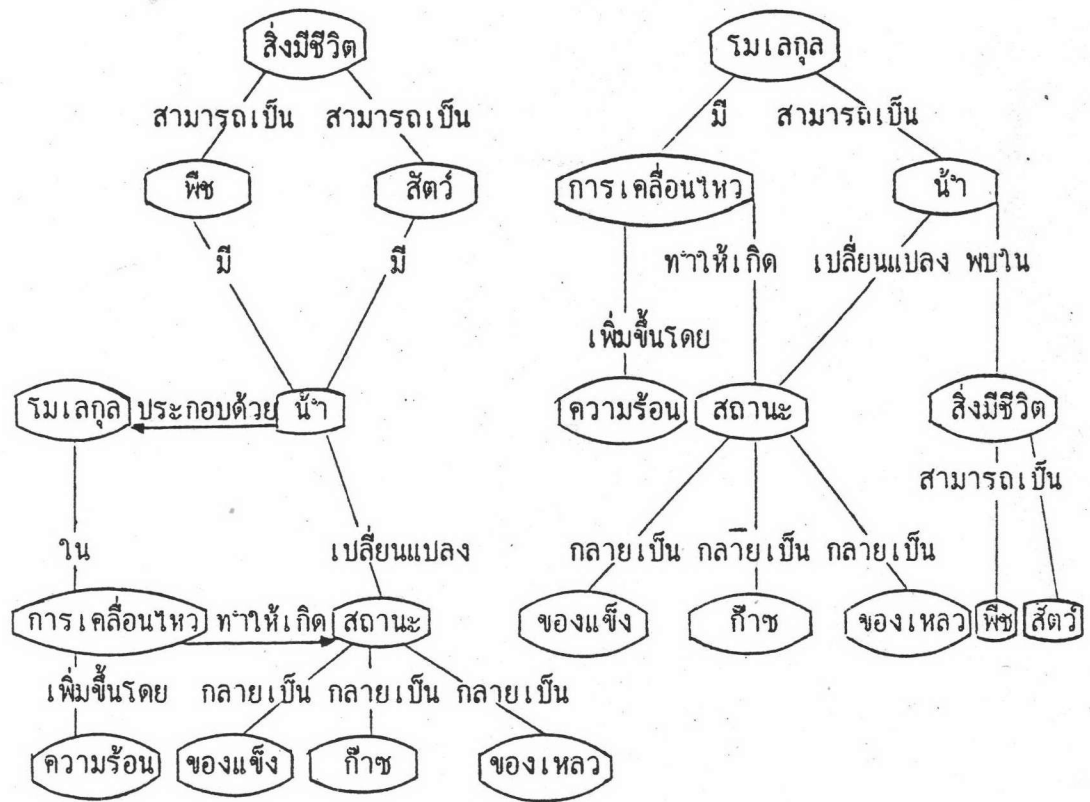 สิ่งมีชีวิต
สามารถเป็น สามารถเป็น
พืช สัตว์
มี มี
โมเลกุล ประกอบด้วย น้ำ
ใน เปลี่ยนแปลง
การเคลื่อนไหว ทำให้เกิด สถานะ
เพิ่มขึ้นโดย กลายเป็น กลายเป็น กลายเป็น
ความร้อน ของแข็ง ก๊าซ ของเหลว
โมเลกุล
มี สามารถเป็น
การเคลื่อนไหว น้ำ
ทำให้เกิด เปลี่ยนแปลง พบใน
เพิ่มขึ้นโดย
ความร้อน สถานะ สิ่งมีชีวิต
สามารถเป็น
กลายเป็น กลายเป็น กลายเป็น
ของแข็ง ก๊าซ ของเหลว พืช สัตว์